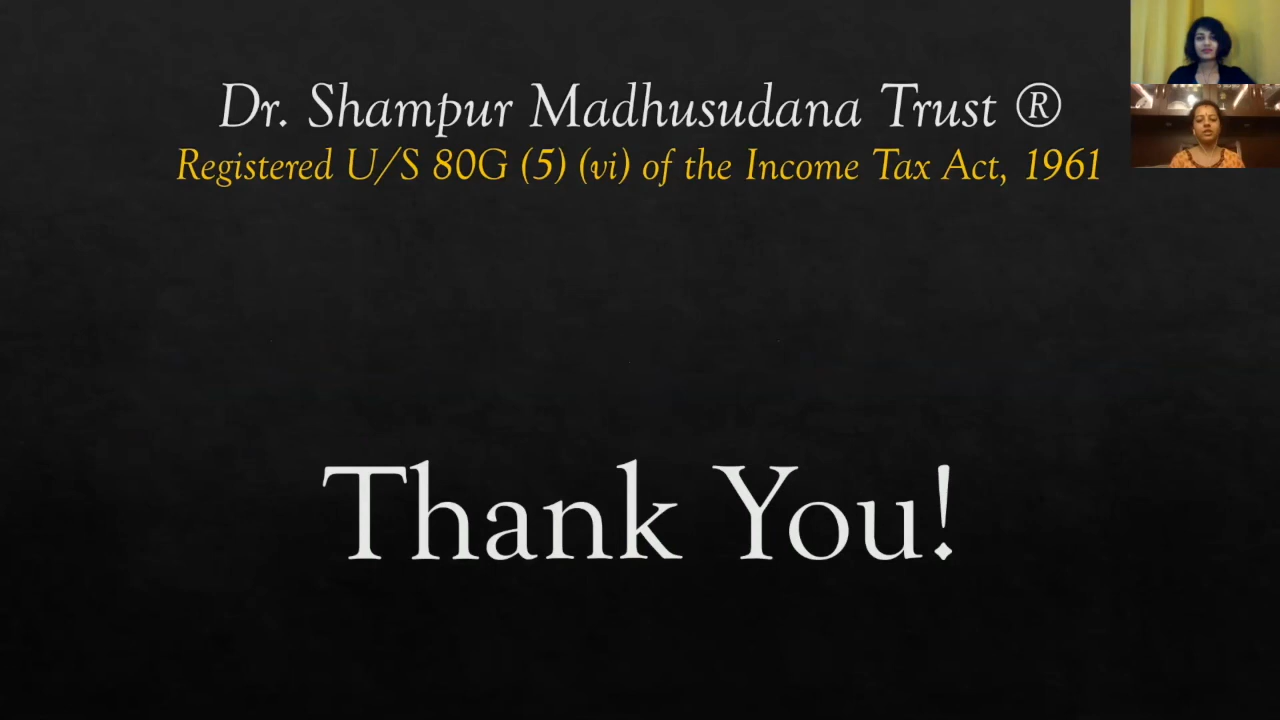 Dr. Shampur Madhusudana Trust ®
Registered U/S 80G (5) (vi) of the Income Tax Act, 1961
Thank You!